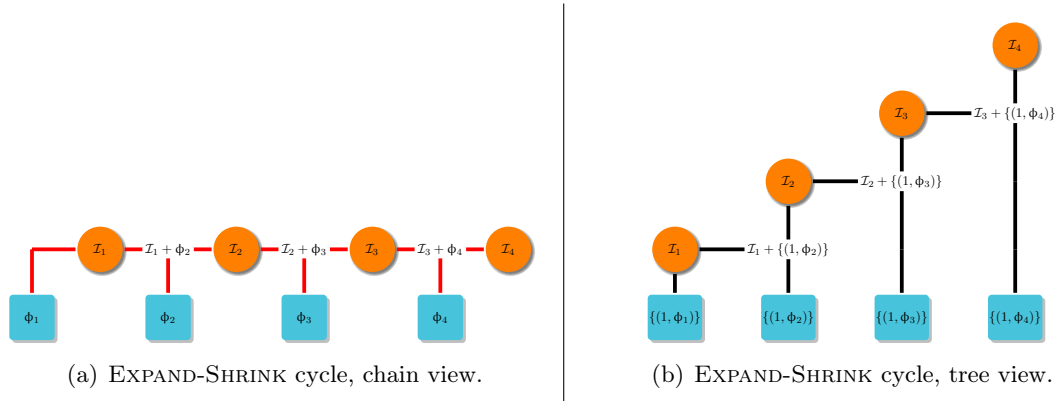 I₄
I₃
I₃ + {(1, ϕ₄)}
I₂
I₂ + {(1, ϕ₃)}
I₁
I₁ + ϕ₂
I₂
I₂ + ϕ₃
I₃
I₃ + ϕ₄
I₄
I₁
I₁ + {(1, ϕ₂)}
ϕ₁
ϕ₂
ϕ₃
ϕ₄
{(1, ϕ₁)}
{(1, ϕ₂)}
{(1, ϕ₃)}
{(1, ϕ₄)}
(a) EXPAND-SHRINK cycle, chain view.
(b) EXPAND-SHRINK cycle, tree view.